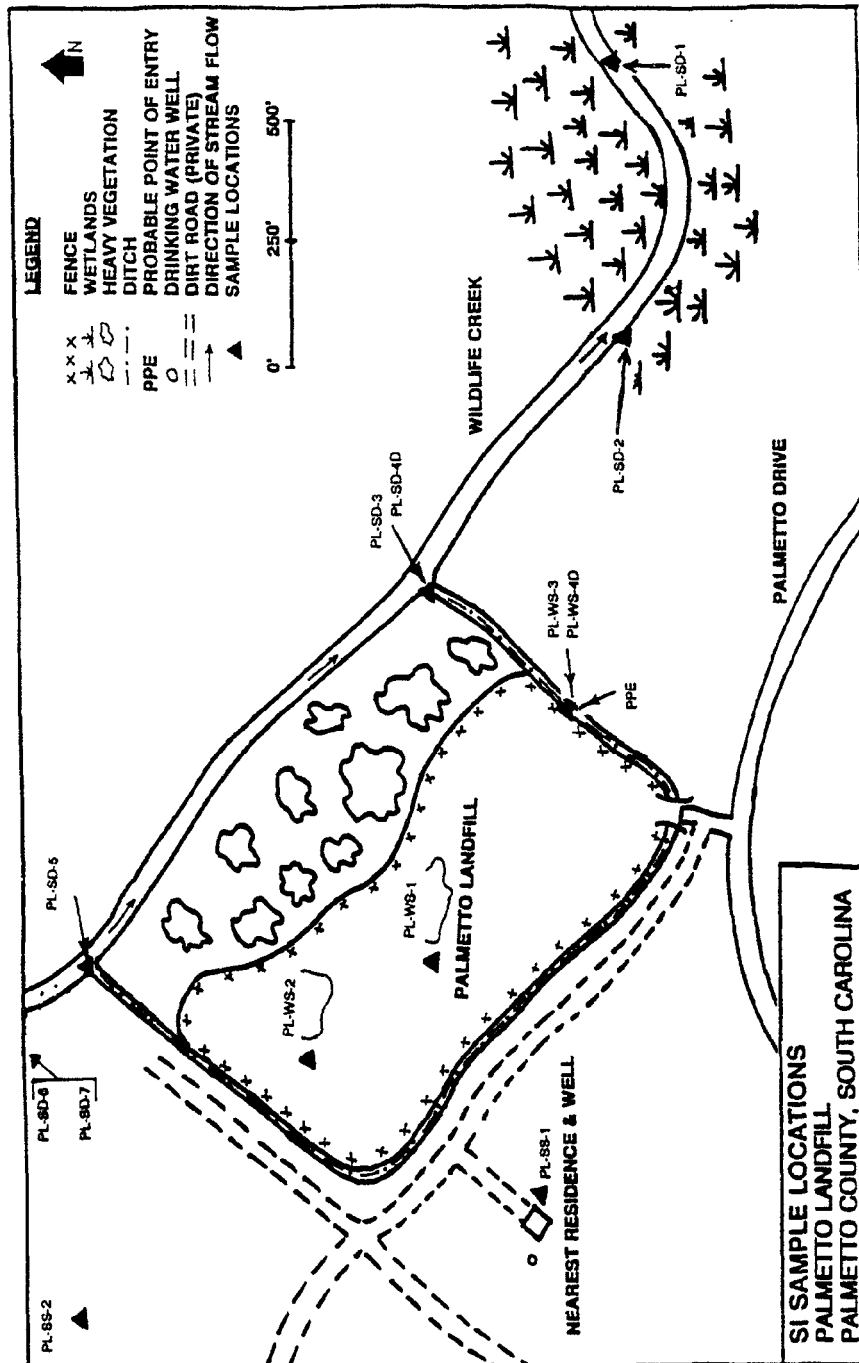 LEGEND
N
x x x FENCE
WETLANDS
HEAVY VEGETATION
DITCH
PPE PROBABLE POINT OF ENTRY
DRINKING WATER WELL
DIRT ROAD (PRIVATE)
DIRECTION OF STREAM FLOW
SAMPLE LOCATIONS
0' 250' 500'
PL-SS-2
PL-SD-6
PL-SD-7
PL-SD-5
PL-SD-3
PL-SD-4D
WILDLIFE CREEK
PL-SD-1
PL-SD-2
PL-WS-2
PL-WS-1
PALMETTO LANDFILL
PL-WS-3
PL-WS-4D
PPE
PL-SS-1
NEAREST RESIDENCE & WELL
PALMETTO DRIVE
SI SAMPLE LOCATIONS
PALMETTO LANDFILL
PALMETTO COUNTY, SOUTH CAROLINA